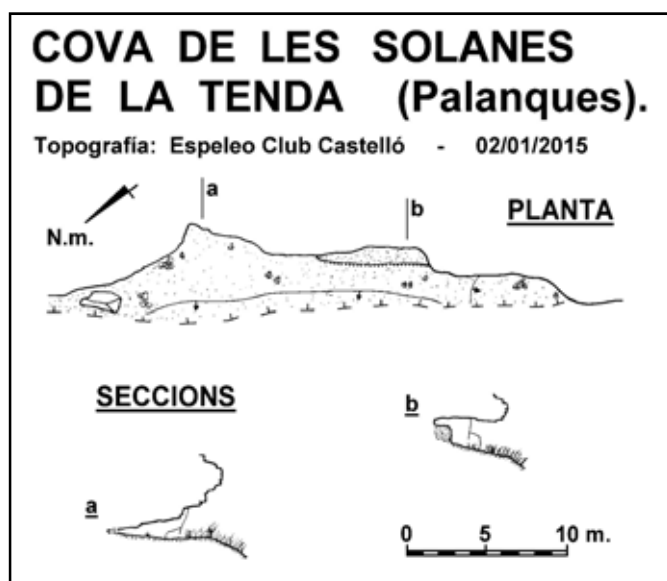 COVA DE LES SOLANES
DE LA TENDA (Palanques).
Topografía: Espeleo Club Castelló - 02/01/2015
a
b
PLANTA
N.m.
SECCIONS
b
a
0 5 10 m.